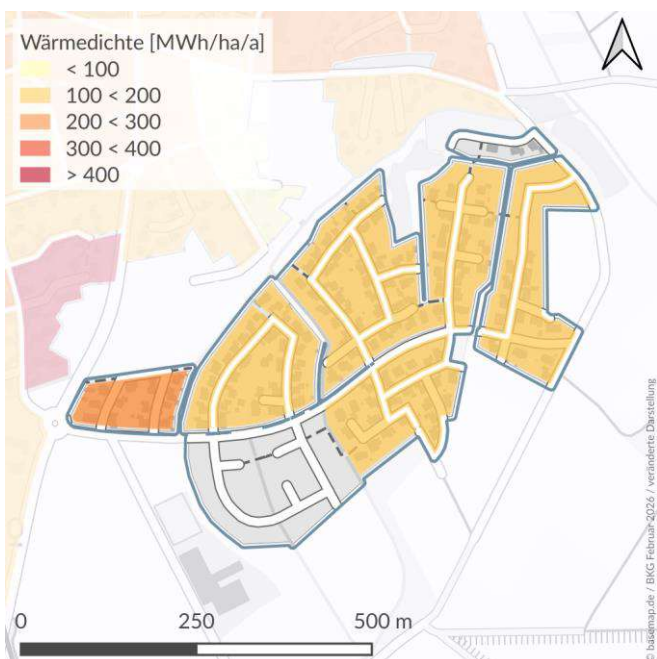 Wärmedichte [MWh/ha/a]
< 100
100 < 200
200 < 300
300 < 400
> 400
0 250 500 m
© basemap.de / BKG Februar 2026 / veränderte Darstellung